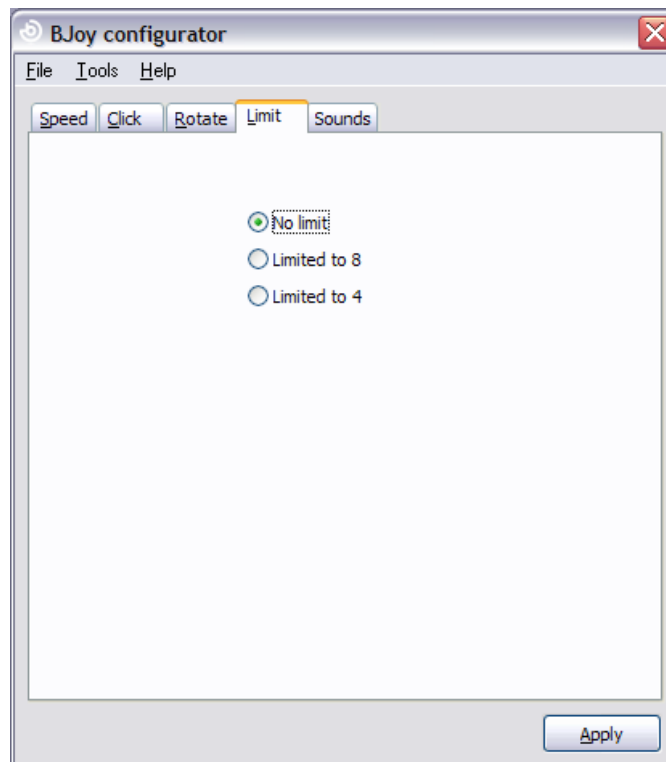 BJoy configurator
File Tools Help
Speed Click Rotate Limit Sounds
No limit
Limited to 8
Limited to 4
Apply